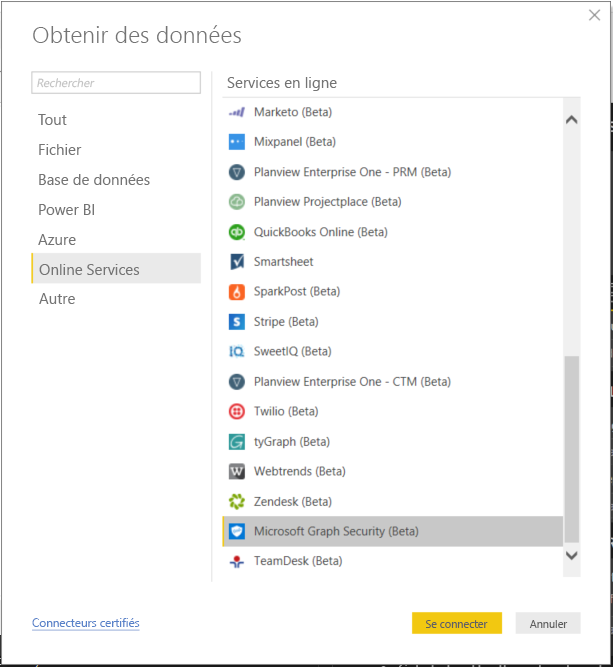 Obtenir des données
Rechercher
Tout
Fichier
Base de données
Power BI
Azure
Online Services
Autre
Services en ligne
Marketo (Beta)
Mixpanel (Beta)
Planview Enterprise One - PRM (Beta)
Planview Projectplace (Beta)
QuickBooks Online (Beta)
Smartsheet
SparkPost (Beta)
Stripe (Beta)
SweetIQ (Beta)
Planview Enterprise One - CTM (Beta)
Twilio (Beta)
tyGraph (Beta)
Webtrends (Beta)
Zendesk (Beta)
Microsoft Graph Security (Beta)
TeamDesk (Beta)
Connecteurs certifiés
Se connecter
Annuler